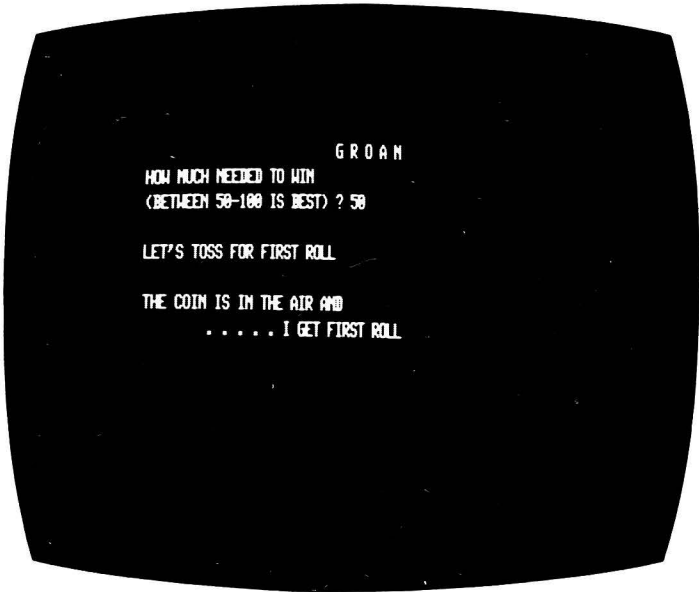 G R O A N
HOW MUCH NEEDED TO WIN
(BETWEEN 50-100 IS BEST) ? 50
LET'S TOSS FOR FIRST ROLL
THE COIN IS IN THE AIR AND
. . . . . I GET FIRST ROLL